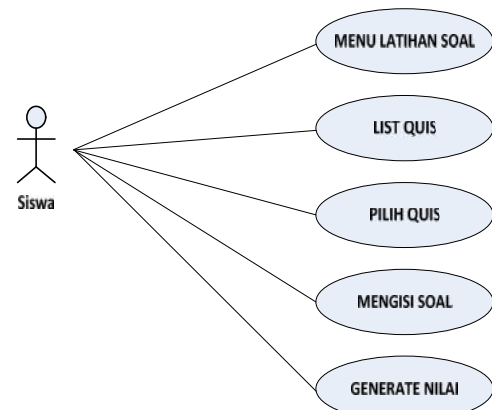 MENU LATIHAN SOAL
LIST QUIS
PILIH QUIS
Siswa
MENGISI SOAL
GENERATE NILAI